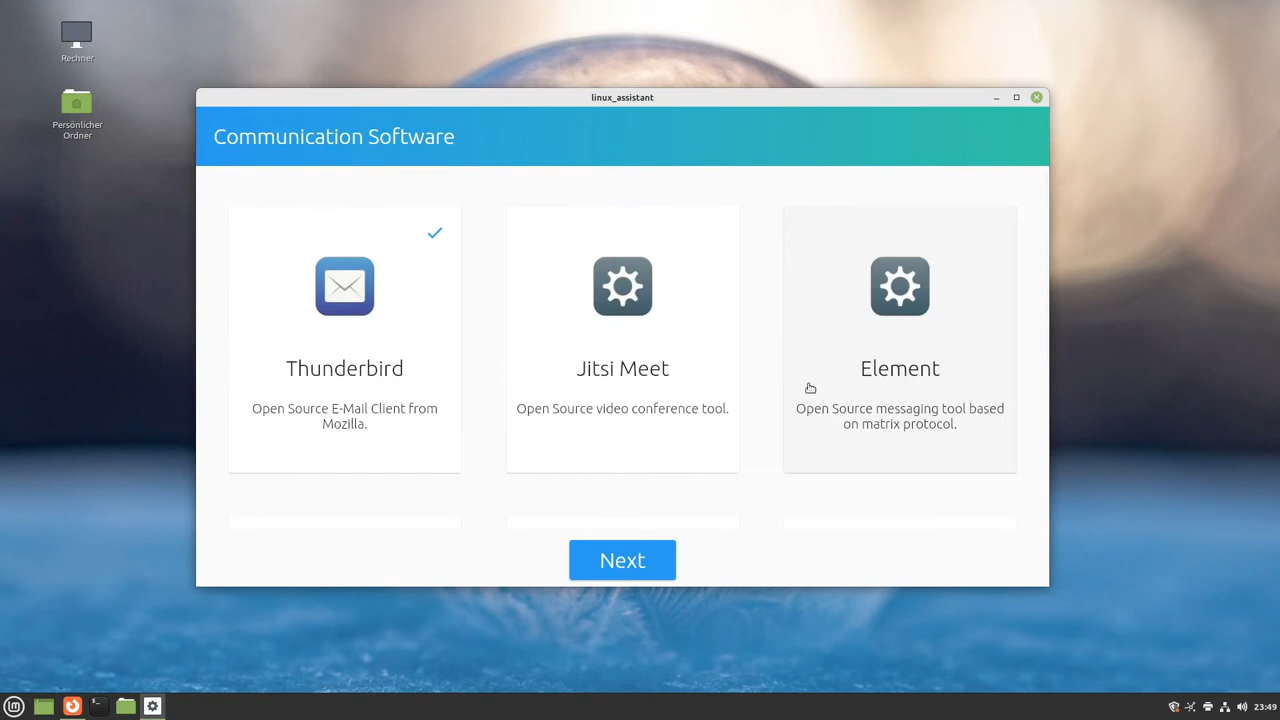 Rechner
Persönlicher
Ordner
linux_assistant
Communication Software
Thunderbird
Open Source E-Mail Client from
Mozilla.
Jitsi Meet
Open Source video conference tool.
Element
Open Source messaging tool based
on matrix protocol.
Next
23:49